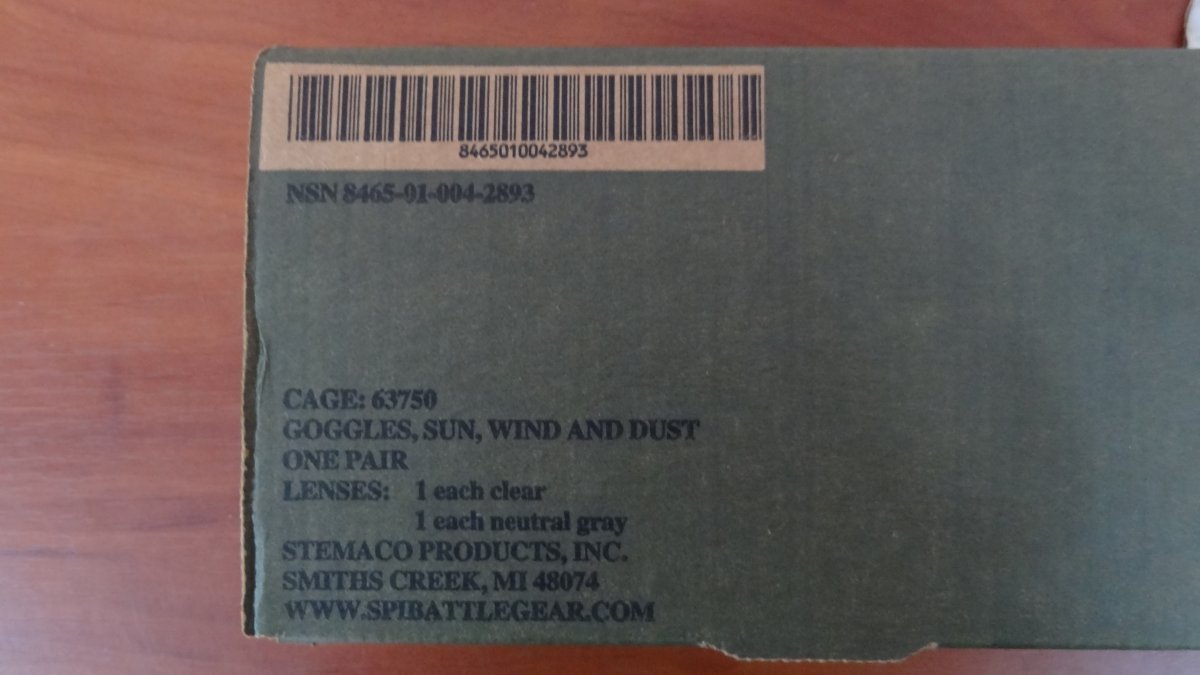 8465010042893
NSN 8465-01-004-2893
CAGE: 63750
GOGGLES, SUN, WIND AND DUST
ONE PAIR
LENSES: 1 each clear
1 each neutral gray
STEMACO PRODUCTS, INC.
SMITHS CREEK, MI 48074
WWW.SPIBATTLEGEAR.COM